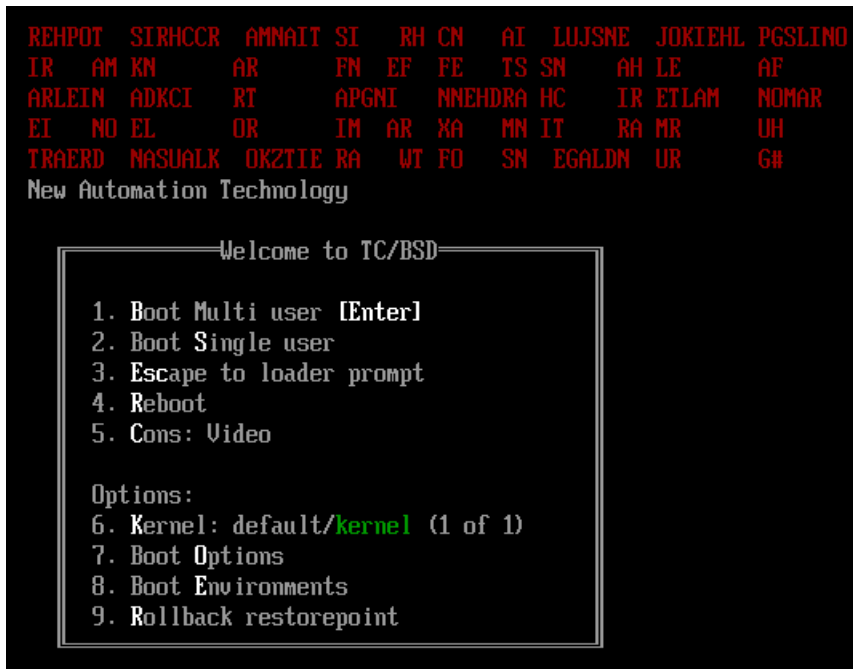 REHPOT SIRHCCR AMNAIT SI RH CN AI LUJSNE JOKIEHL PGSLINO
IR AM KN AR FN EF FE TS SN AH LE AF
ARLEIN ADKCI RT APGNI NNEHDRA HC IR ETLAM NOMAR
EI NO EL OR IM AR XA MN IT RA MR UH
TRAERD NASUALK OKZTIE RA WT FO SN EGALDN UR G#
New Automation Technology
Welcome to TC/BSD
1. Boot Multi user [Enter]
2. Boot Single user
3. Escape to loader prompt
4. Reboot
5. Cons: Video
Options:
6. Kernel: default/kernel (1 of 1)
7. Boot Options
8. Boot Environments
9. Rollback restorepoint